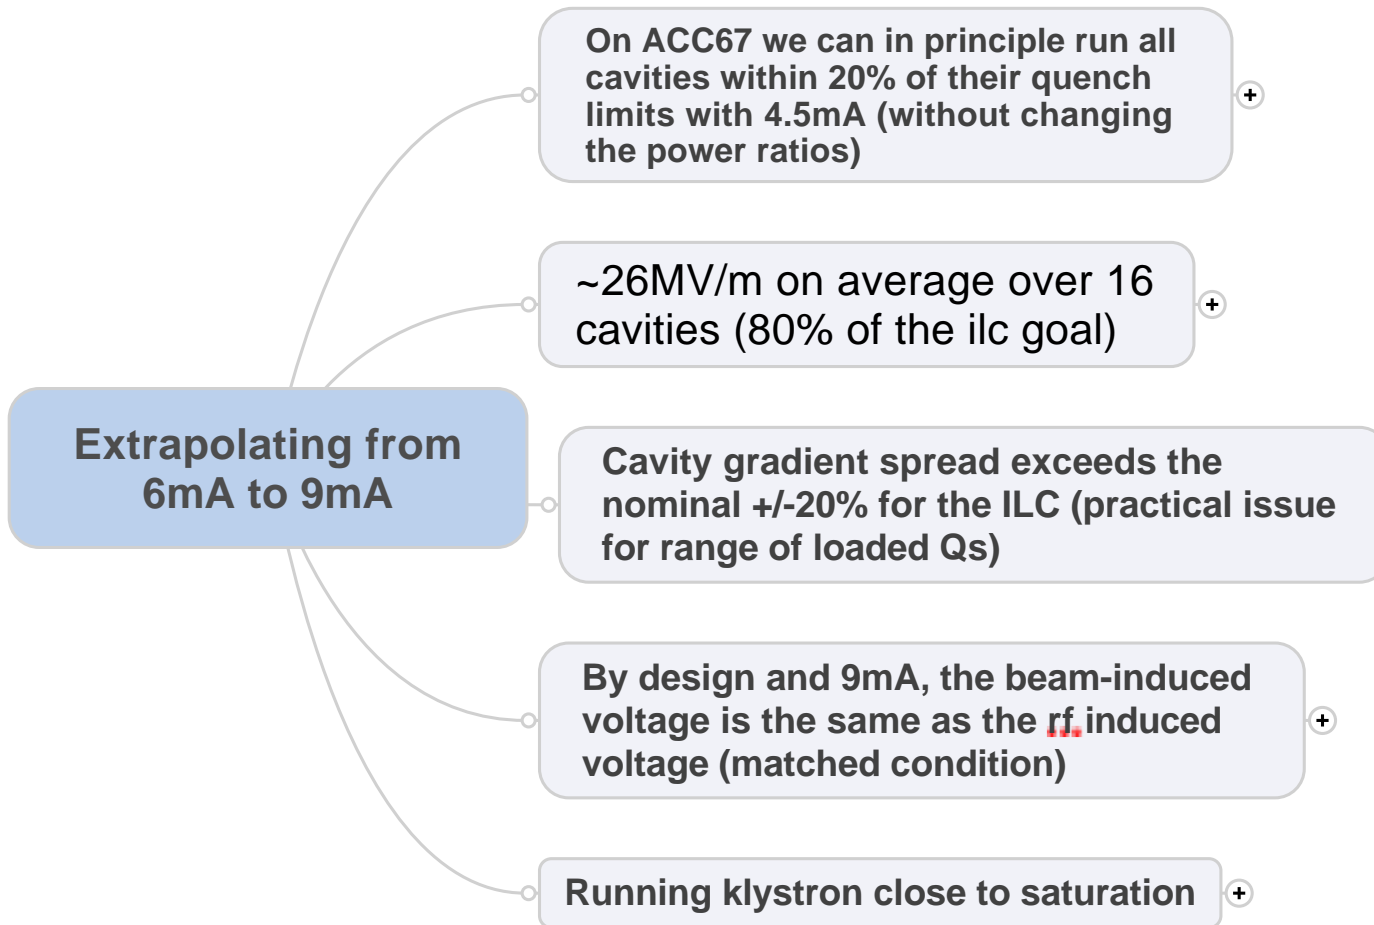 On ACC67 we can in principle run all
cavities within 20% of their quench
limits with 4.5mA (without changing
the power ratios)
~26MV/m on average over 16
cavities (80% of the ilc goal)
Extrapolating from
6mA to 9mA
Cavity gradient spread exceeds the
nominal +/-20% for the ILC (practical issue
for range of loaded Qs)
By design and 9mA, the beam-induced
voltage is the same as the rf induced
voltage (matched condition)
Running klystron close to saturation